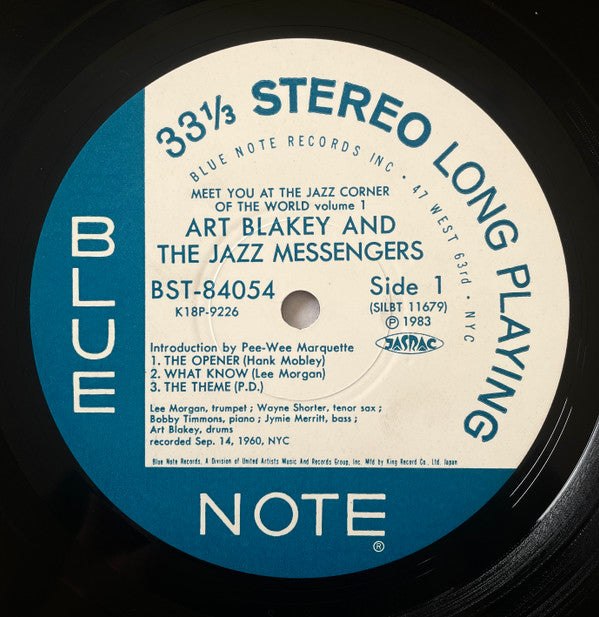 33⅓ STEREO LONG PLAYING
BLUE NOTE RECORDS INC • 47 WEST 63rd • NYC
MEET YOU AT THE JAZZ CORNER
OF THE WORLD volume 1
ART BLAKEY AND
THE JAZZ MESSENGERS
BST-84054
K18P-9226
Side 1
(SILBT 11679)
Ⓟ 1983
JASRAC
Introduction by Pee-Wee Marquette
1. THE OPENER (Hank Mobley)
2. WHAT KNOW (Lee Morgan)
3. THE THEME (P.D.)
Lee Morgan, trumpet ; Wayne Shorter, tenor sax ;
Bobby Timmons, piano ; Jymie Merritt, bass ;
Art Blakey, drums
recorded Sep. 14, 1960, NYC
Blue Note Records, A Division of United Artists Music And Records Group, Inc. Mfd by King Record Co., Ltd. Japan
BLUE
NOTE®